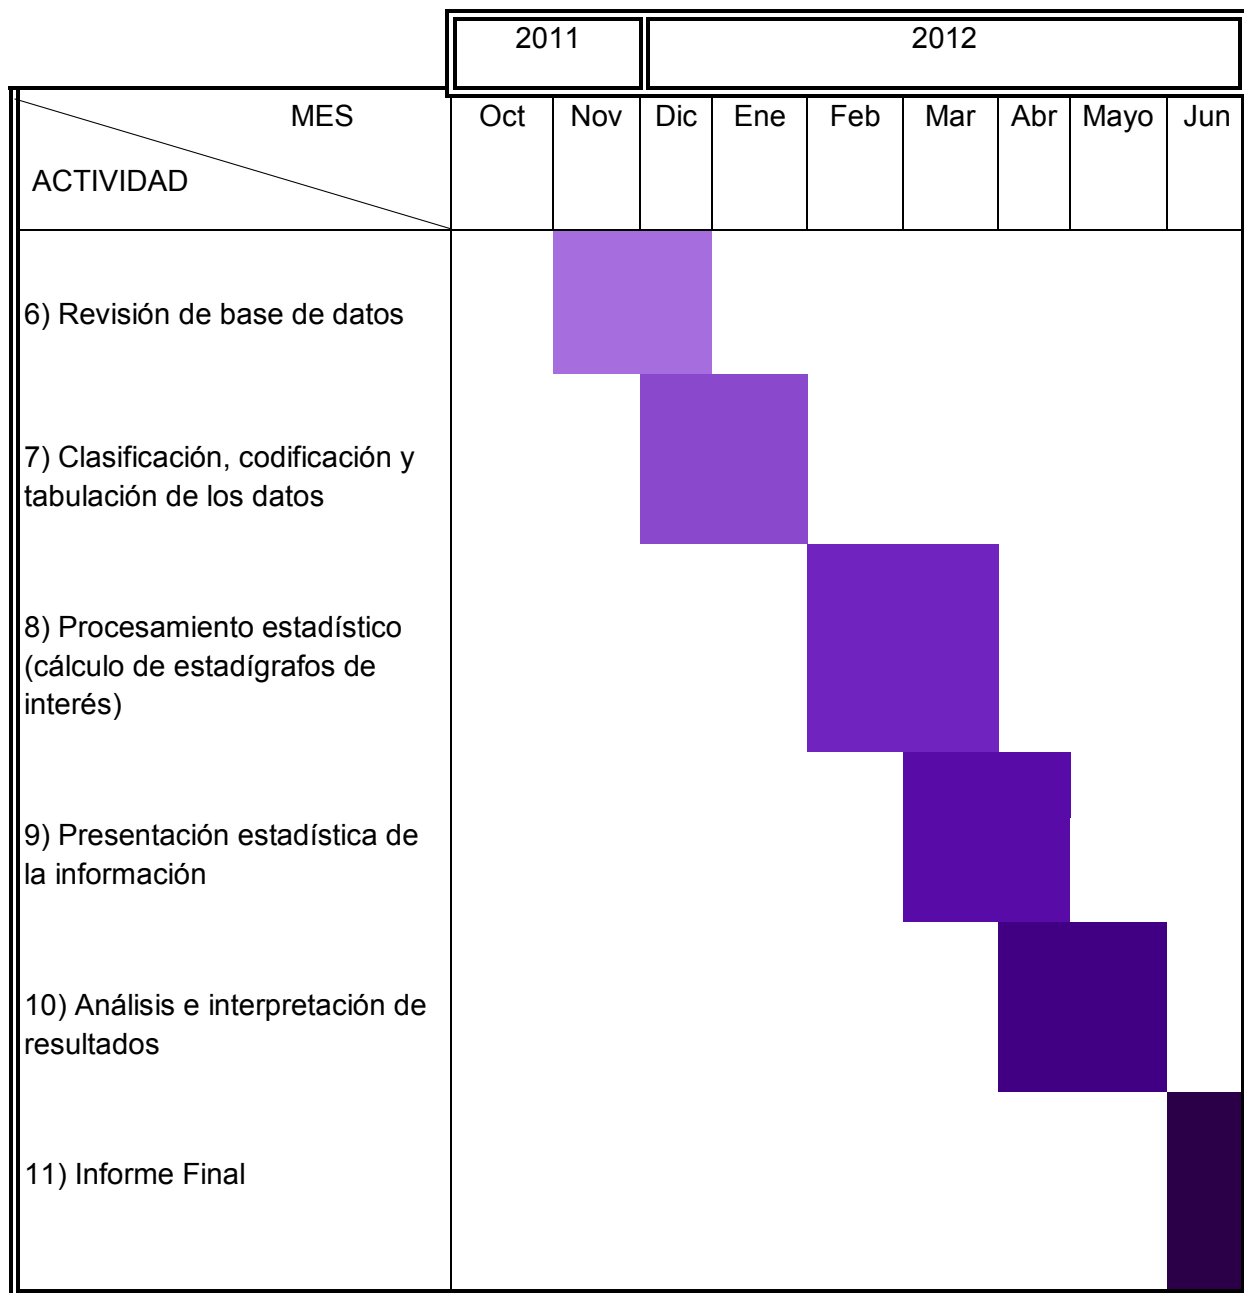 2011 2012
MES Oct Nov Dic Ene Feb Mar Abr Mayo Jun
ACTIVIDAD
6) Revisión de base de datos
7) Clasificación, codificación y
tabulación de los datos
8) Procesamiento estadístico
(cálculo de estadígrafos de
interés)
9) Presentación estadística de
la información
10) Análisis e interpretación de
resultados
11) Informe Final